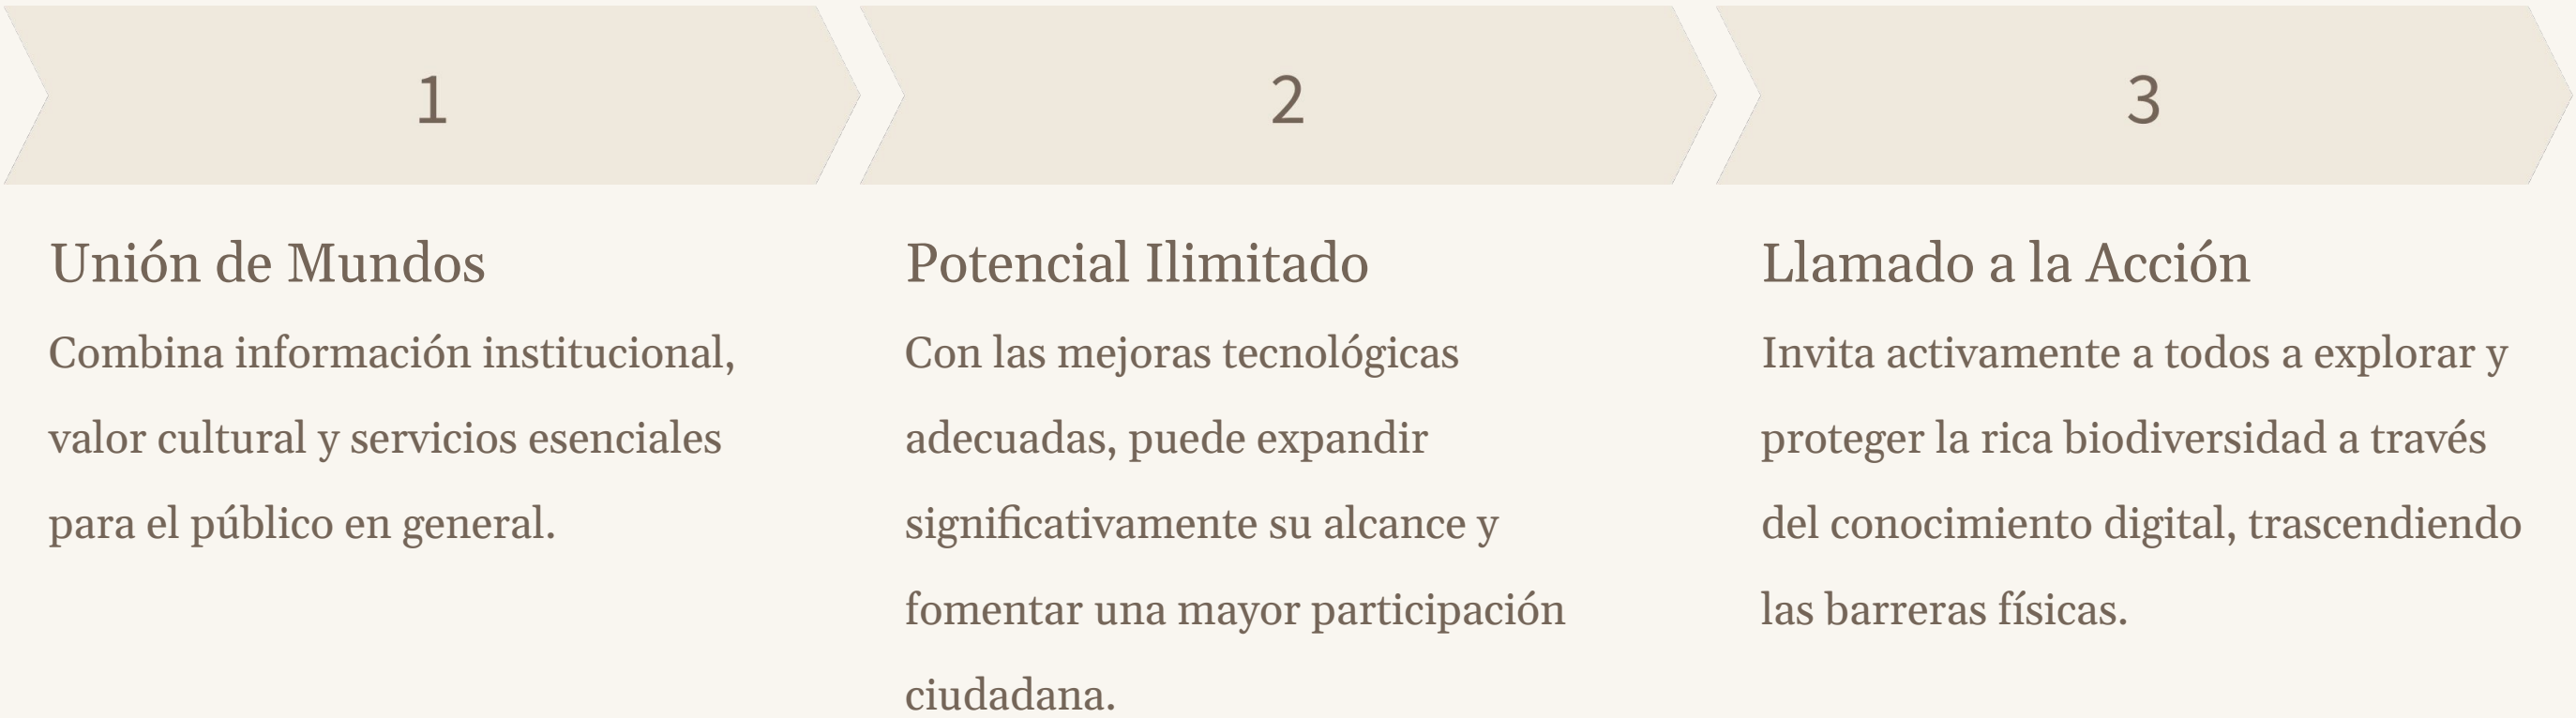 1
2
3
Unión de Mundos
Combina información institucional,
valor cultural y servicios esenciales
para el público en general.
Potencial Ilimitado
Con las mejoras tecnológicas
adecuadas, puede expandir
significativamente su alcance y
fomentar una mayor participación
ciudadana.
Llamado a la Acción
Invita activamente a todos a explorar y
proteger la rica biodiversidad a través
del conocimiento digital, trascendiendo
las barreras físicas.